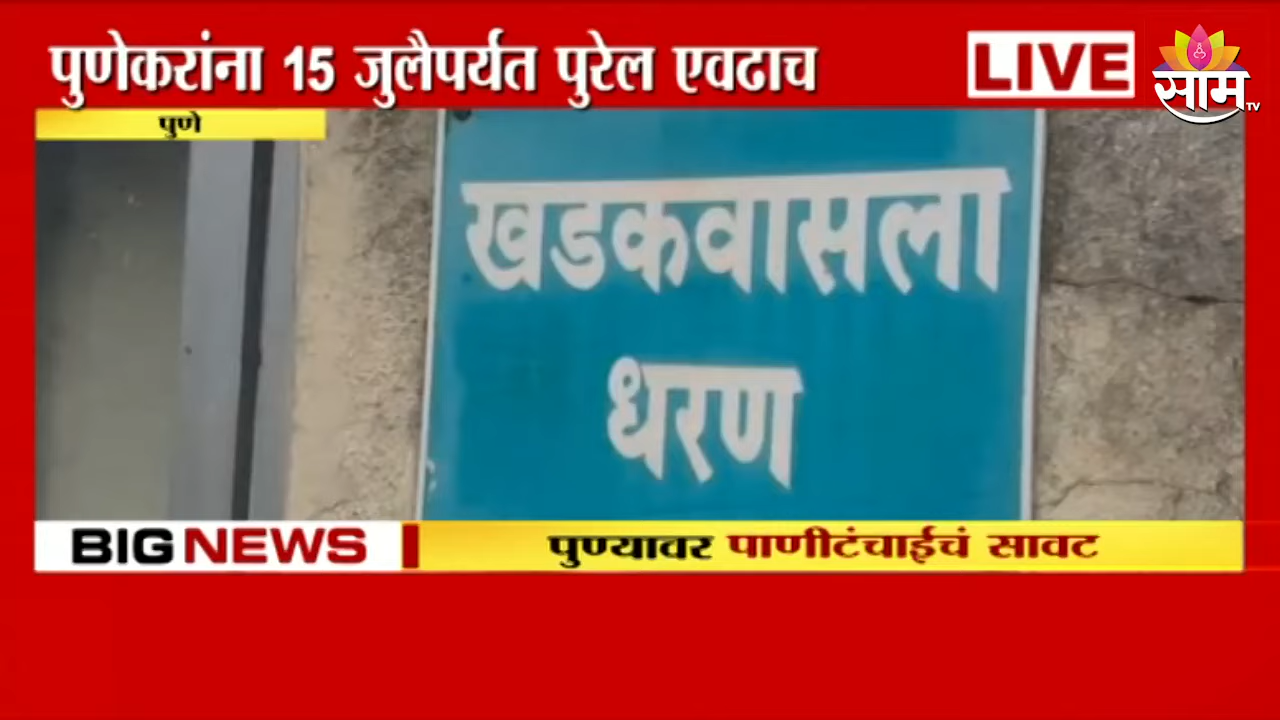 पुणेकरांना 15 जुलैपर्यंत पुरेल एवढाच
LIVE
साम TV
पुणे
खडकवासला
धरण
BIG NEWS
पुण्यावर पाणीटंचाईचं सावट